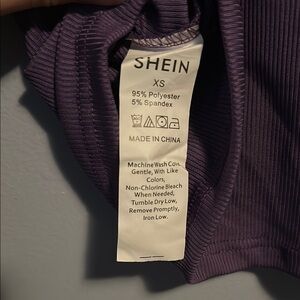 SHEIN
XS
95% Polyester
5% Spandex
MADE IN CHINA
Machine Wash Cold,
Gentle, With Like
Colors,
Non-Chlorine Bleach
When Needed,
Tumble Dry Low,
Remove Promptly,
Iron Low.